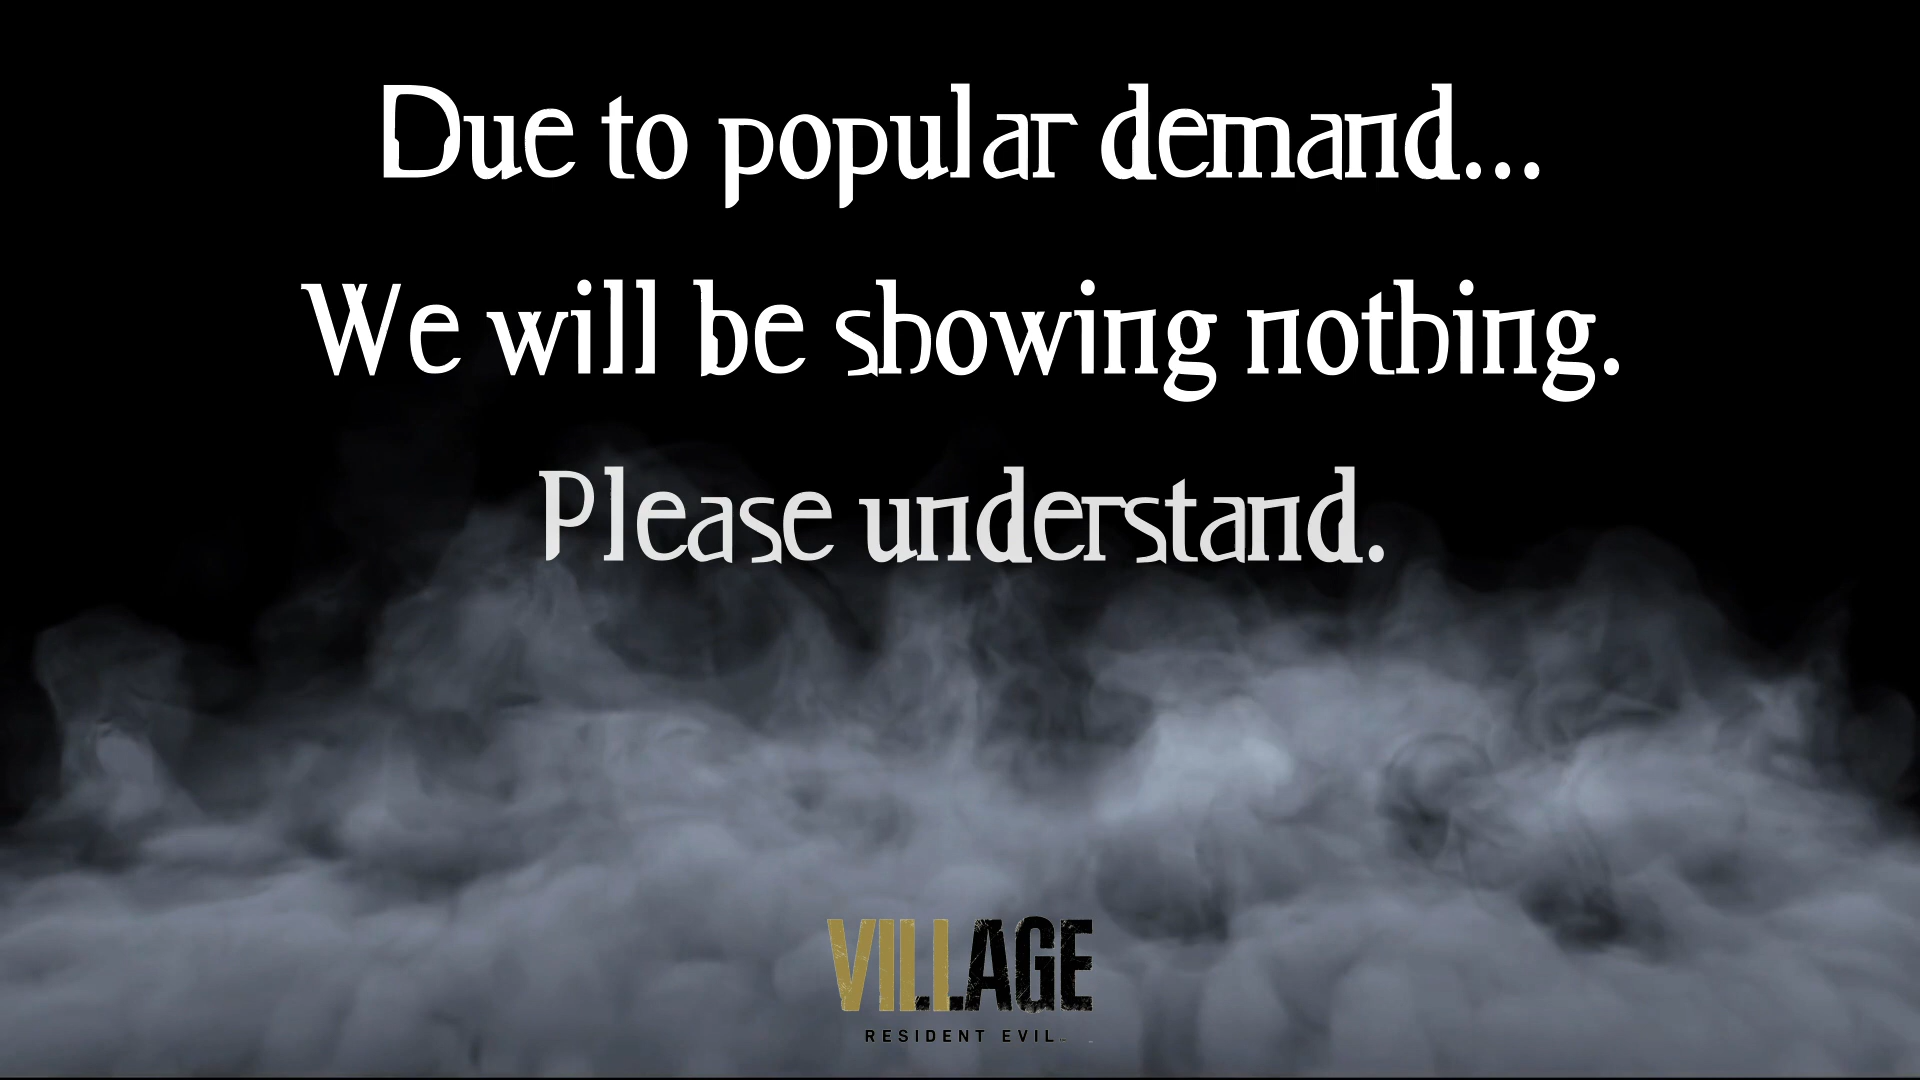 Due to popular demand...
We will be showing nothing.
Please understand.
VILLAGE
RESIDENT EVIL